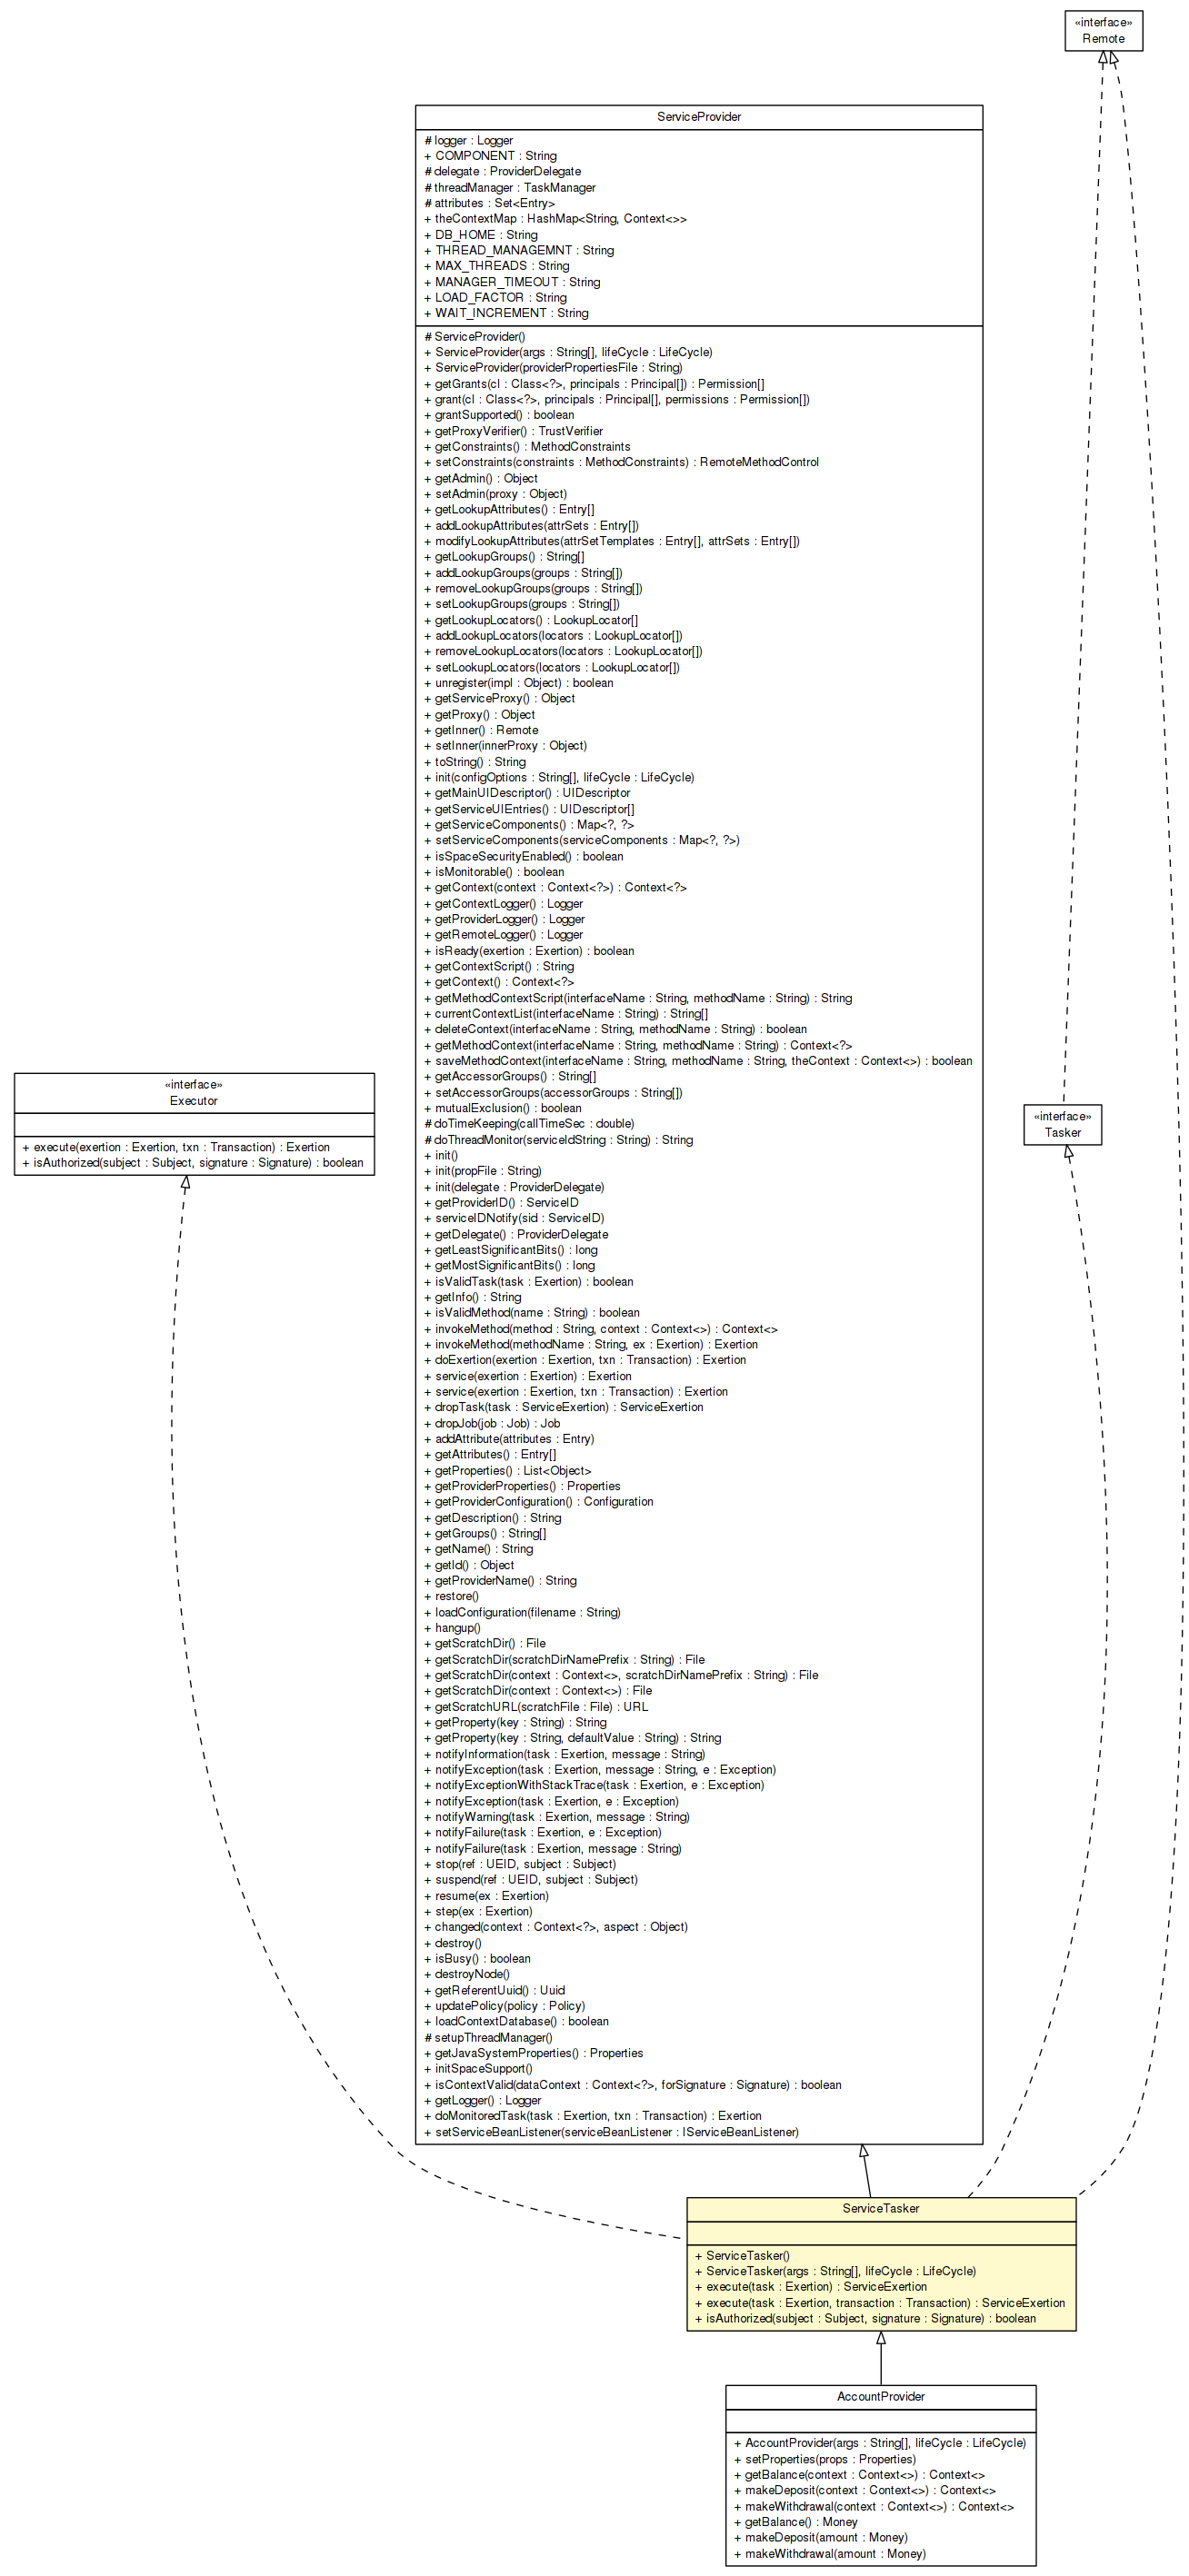 «interface»
Remote
ServiceProvider
# logger : Logger
+ COMPONENT : String
# delegate : ProviderDelegate
# threadManager : TaskManager
# attributes : Set<Entry>
+ theContextMap : HashMap<String, Context<>>
+ DB_HOME : String
+ THREAD_MANAGEMNT : String
+ MAX_THREADS : String
+ MANAGER_TIMEOUT : String
+ LOAD_FACTOR : String
+ WAIT_INCREMENT : String
# ServiceProvider()
+ ServiceProvider(args : String[], lifeCycle : LifeCycle)
+ ServiceProvider(providerPropertiesFile : String)
+ getGrants(cl : Class<?>, principals : Principal[]) : Permission[]
+ grant(cl : Class<?>, principals : Principal[], permissions : Permission[])
+ grantSupported() : boolean
+ getProxyVerifier() : TrustVerifier
+ getConstraints() : MethodConstraints
+ setConstraints(constraints : MethodConstraints) : RemoteMethodControl
+ getAdmin() : Object
+ setAdmin(proxy : Object)
+ getLookupAttributes() : Entry[]
+ addLookupAttributes(attrSets : Entry[])
+ modifyLookupAttributes(attrSetTemplates : Entry[], attrSets : Entry[])
+ getLookupGroups() : String[]
+ addLookupGroups(groups : String[])
+ removeLookupGroups(groups : String[])
+ setLookupGroups(groups : String[])
+ getLookupLocators() : LookupLocator[]
+ addLookupLocators(locators : LookupLocator[])
+ removeLookupLocators(locators : LookupLocator[])
+ setLookupLocators(locators : LookupLocator[])
+ unregister(impl : Object) : boolean
+ getServiceProxy() : Object
+ getProxy() : Object
+ getInner() : Remote
+ setInner(innerProxy : Object)
+ toString() : String
+ init(configOptions : String[], lifeCycle : LifeCycle)
+ getMainUIDescriptor() : UIDescriptor
+ getServiceUIEntries() : UIDescriptor[]
+ getServiceComponents() : Map<?, ?>
+ setServiceComponents(serviceComponents : Map<?, ?>)
+ isSpaceSecurityEnabled() : boolean
+ isMonitorable() : boolean
+ getContext(context : Context<?>) : Context<?>
+ getContextLogger() : Logger
+ getProviderLogger() : Logger
+ getRemoteLogger() : Logger
+ isReady(exertion : Exertion) : boolean
+ getContextScript() : String
+ getContext() : Context<?>
+ getMethodContextScript(interfaceName : String, methodName : String) : String
+ currentContextList(interfaceName : String) : String[]
+ deleteContext(interfaceName : String, methodName : String) : boolean
+ getMethodContext(interfaceName : String, methodName : String) : Context<?>
+ saveMethodContext(interfaceName : String, methodName : String, theContext : Context<>) : boolean
+ getAccessorGroups() : String[]
+ setAccessorGroups(accessorGroups : String[])
+ mutualExclusion() : boolean
# doTimeKeeping(callTimeSec : double)
# doThreadMonitor(serviceIdString : String) : String
+ init()
+ init(propFile : String)
+ init(delegate : ProviderDelegate)
+ getProviderID() : ServiceID
+ serviceIDNotify(sid : ServiceID)
+ getDelegate() : ProviderDelegate
+ getLeastSignificantBits() : long
+ getMostSignificantBits() : long
+ isValidTask(task : Exertion) : boolean
+ getInfo() : String
+ isValidMethod(name : String) : boolean
+ invokeMethod(method : String, context : Context<>) : Context<>
+ invokeMethod(methodName : String, ex : Exertion) : Exertion
+ doExertion(exertion : Exertion, txn : Transaction) : Exertion
+ service(exertion : Exertion) : Exertion
+ service(exertion : Exertion, txn : Transaction) : Exertion
+ dropTask(task : ServiceExertion) : ServiceExertion
+ dropJob(job : Job) : Job
+ addAttribute(attributes : Entry)
+ getAttributes() : Entry[]
+ getProperties() : List<Object>
+ getProviderProperties() : Properties
+ getProviderConfiguration() : Configuration
+ getDescription() : String
+ getGroups() : String[]
+ getName() : String
+ getId() : Object
+ getProviderName() : String
+ restore()
+ loadConfiguration(filename : String)
+ hangup()
+ getScratchDir() : File
+ getScratchDir(scratchDirNamePrefix : String) : File
+ getScratchDir(context : Context<>, scratchDirNamePrefix : String) : File
+ getScratchDir(context : Context<>) : File
+ getScratchURL(scratchFile : File) : URL
+ getProperty(key : String) : String
+ getProperty(key : String, defaultValue : String) : String
+ notifyInformation(task : Exertion, message : String)
+ notifyException(task : Exertion, message : String, e : Exception)
+ notifyExceptionWithStackTrace(task : Exertion, e : Exception)
+ notifyException(task : Exertion, e : Exception)
+ notifyWarning(task : Exertion, message : String)
+ notifyFailure(task : Exertion, e : Exception)
+ notifyFailure(task : Exertion, message : String)
+ stop(ref : UEID, subject : Subject)
+ suspend(ref : UEID, subject : Subject)
+ resume(ex : Exertion)
+ step(ex : Exertion)
+ changed(context : Context<?>, aspect : Object)
+ destroy()
+ isBusy() : boolean
+ destroyNode()
+ getReferentUuid() : Uuid
+ updatePolicy(policy : Policy)
+ loadContextDatabase() : boolean
# setupThreadManager()
+ getJavaSystemProperties() : Properties
+ initSpaceSupport()
+ isContextValid(dataContext : Context<?>, forSignature : Signature) : boolean
+ getLogger() : Logger
+ doMonitoredTask(task : Exertion, txn : Transaction) : Exertion
+ setServiceBeanListener(serviceBeanListener : IServiceBeanListener)
«interface»
Executor
+ execute(exertion : Exertion, txn : Transaction) : Exertion
+ isAuthorized(subject : Subject, signature : Signature) : boolean
«interface»
Tasker
ServiceTasker
+ ServiceTasker()
+ ServiceTasker(args : String[], lifeCycle : LifeCycle)
+ execute(task : Exertion) : ServiceExertion
+ execute(task : Exertion, transaction : Transaction) : ServiceExertion
+ isAuthorized(subject : Subject, signature : Signature) : boolean
AccountProvider
+ AccountProvider(args : String[], lifeCycle : LifeCycle)
+ setProperties(props : Properties)
+ getBalance(context : Context<>) : Context<>
+ makeDeposit(context : Context<>) : Context<>
+ makeWithdrawal(context : Context<>) : Context<>
+ getBalance() : Money
+ makeDeposit(amount : Money)
+ makeWithdrawal(amount : Money)